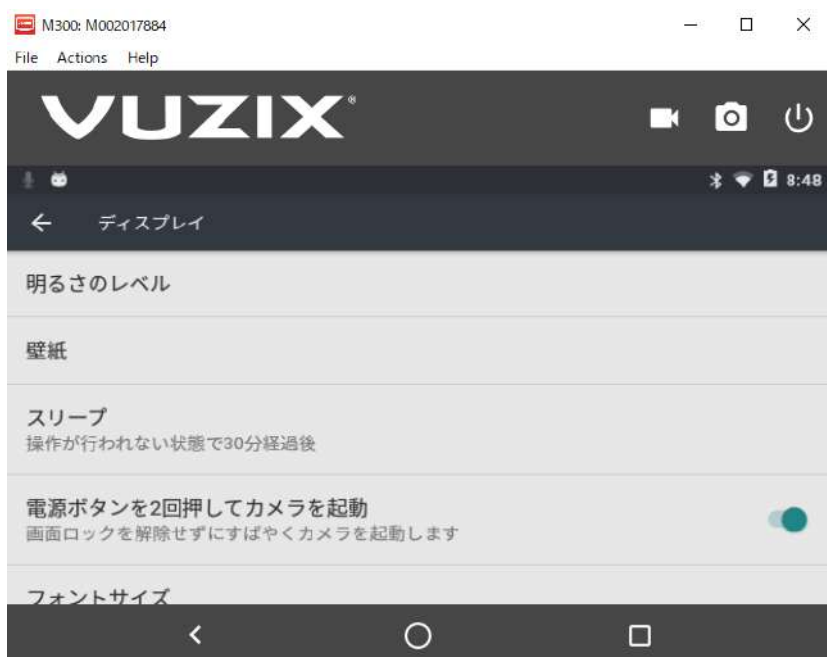 M300: M002017884
File Actions Help
VUZIX®
8:48
ディスプレイ
明るさのレベル
壁紙
スリープ
操作が行われない状態で30分経過後
電源ボタンを2回押してカメラを起動
画面ロックを解除せずにすばやくカメラを起動します
フォントサイズ